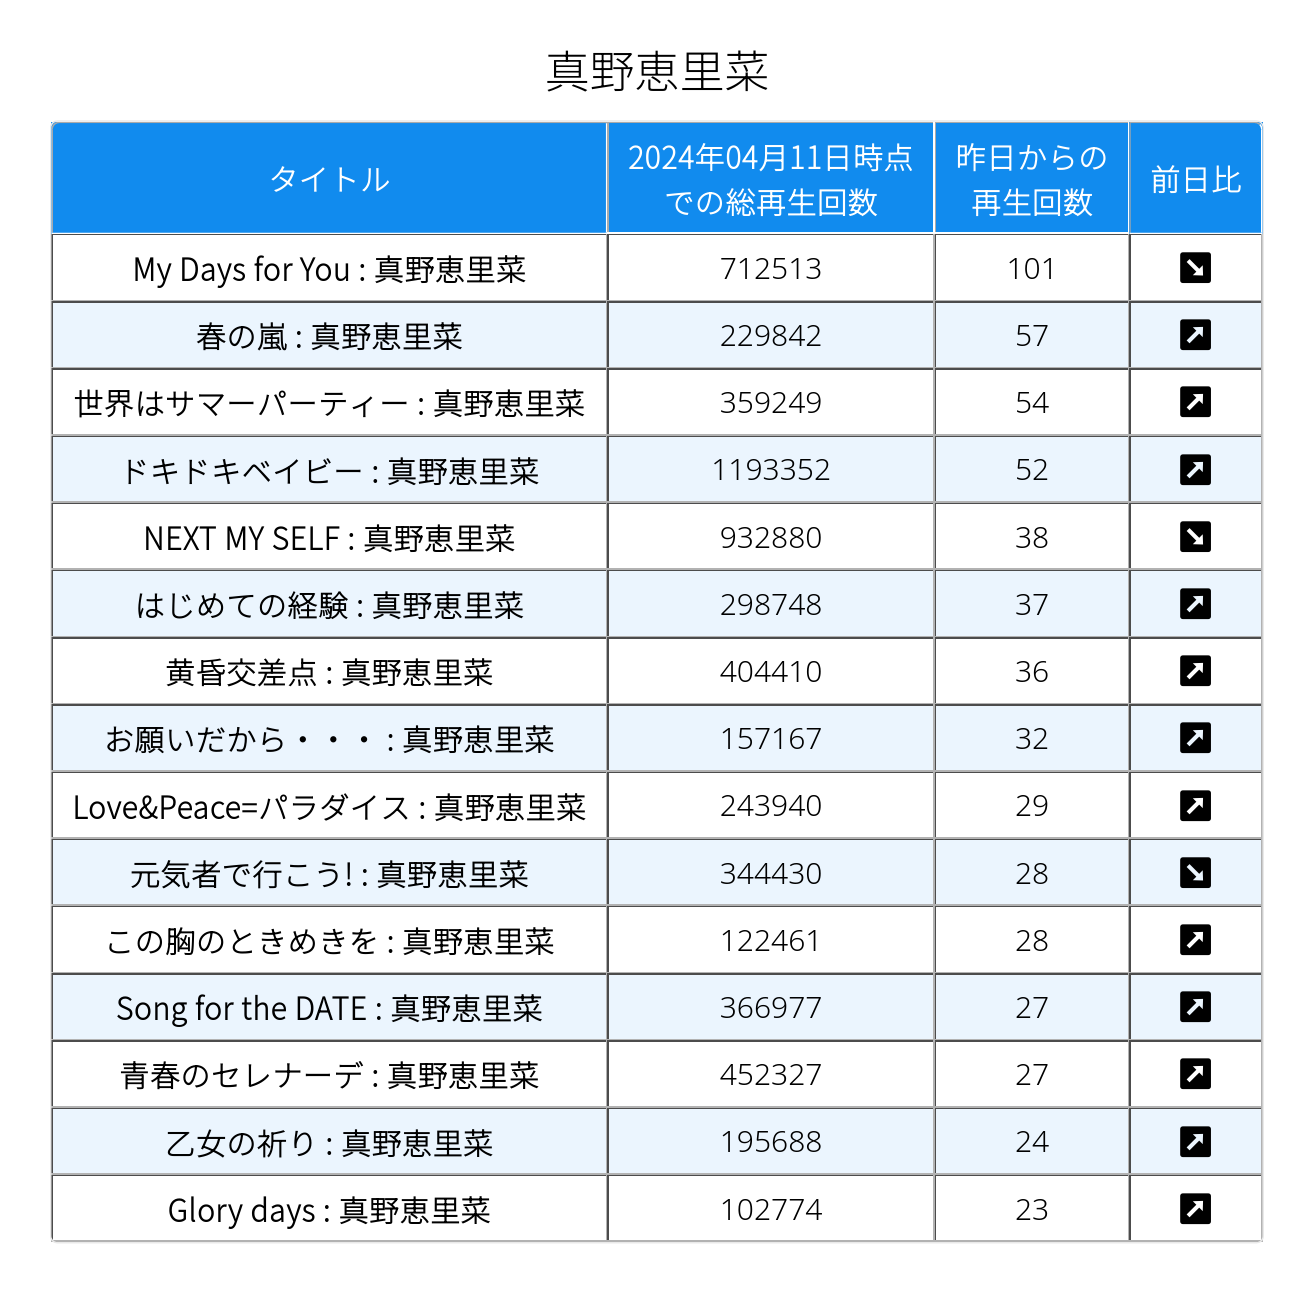 真野恵里菜
タイトル
2024年04月11日時点
での総再生回数
昨日からの
再生回数
前日比
My Days for You : 真野恵里菜 712513 101
春の嵐 : 真野恵里菜 229842 57
世界はサマーパーティー : 真野恵里菜 359249 54
ドキドキベイビー : 真野恵里菜 1193352 52
NEXT MY SELF : 真野恵里菜 932880 38
はじめての経験 : 真野恵里菜 298748 37
黄昏交差点 : 真野恵里菜 404410 36
お願いだから・・・ : 真野恵里菜 157167 32
Love&Peace=パラダイス : 真野恵里菜 243940 29
元気者で行こう! : 真野恵里菜 344430 28
この胸のときめきを : 真野恵里菜 122461 28
Song for the DATE : 真野恵里菜 366977 27
青春のセレナーデ : 真野恵里菜 452327 27
乙女の祈り : 真野恵里菜 195688 24
Glory days : 真野恵里菜 102774 23